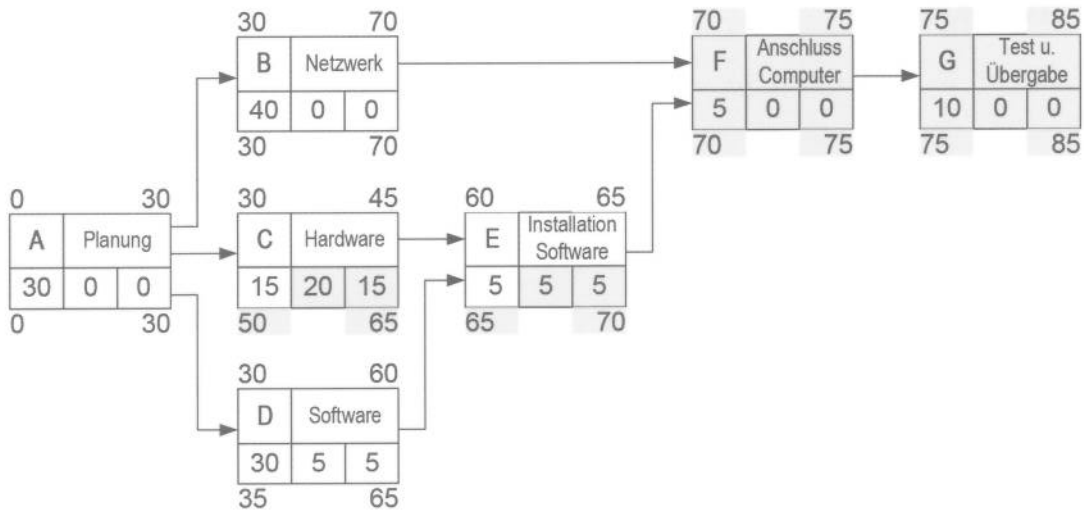 30 70
B Netzwerk
40 0 0
30 70
70 75
F Anschluss
Computer
5 0 0
70 75
75 85
G Test u.
Übergabe
10 0 0
75 85
0 30
A Planung
30 0 0
0 30
30 45
C Hardware
15 20 15
50 65
60 65
E Installation
Software
5 5 5
65 70
30 60
D Software
30 5 5
35 65